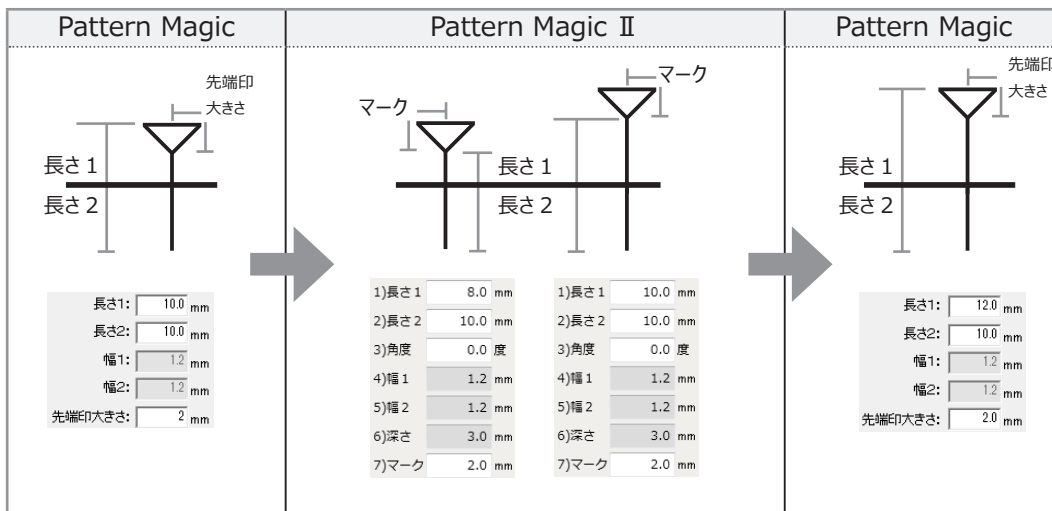 Pattern Magic
Pattern Magic Ⅱ
Pattern Magic
先端印
大きさ
長さ1
長さ2
長さ1: 10.0 mm
長さ2: 10.0 mm
幅1: 1.2 mm
幅2: 1.2 mm
先端印大きさ: 2 mm
マーク
マーク
長さ1
長さ2
1)長さ1 8.0 mm
2)長さ2 10.0 mm
3)角度 0.0 度
4)幅1 1.2 mm
5)幅2 1.2 mm
6)深さ 3.0 mm
7)マーク 2.0 mm
1)長さ1 10.0 mm
2)長さ2 10.0 mm
3)角度 0.0 度
4)幅1 1.2 mm
5)幅2 1.2 mm
6)深さ 3.0 mm
7)マーク 2.0 mm
先端印
大きさ
長さ1
長さ2
長さ1: 12.0 mm
長さ2: 10.0 mm
幅1: 1.2 mm
幅2: 1.2 mm
先端印大きさ: 2.0 mm